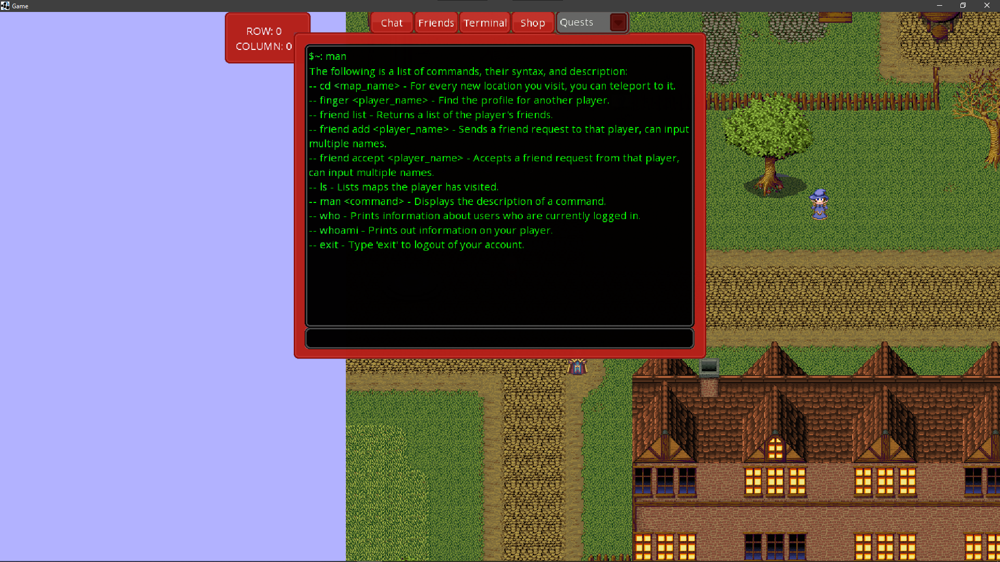 Game
ROW: 0
COLUMN: 0
Chat
Friends
Terminal
Shop
Quests
$~: man
The following is a list of commands, their syntax, and description:
-- cd <map_name> - For every new location you visit, you can teleport to it.
-- finger <player_name> - Find the profile for another player.
-- friend list - Returns a list of the player's friends.
-- friend add <player_name> - Sends a friend request to that player, can input
multiple names.
-- friend accept <player_name> - Accepts a friend request from that player,
can input multiple names.
-- ls - Lists maps the player has visited.
-- man <command> - Displays the description of a command.
-- who - Prints information about users who are currently logged in.
-- whoami - Prints out information on your player.
-- exit - Type 'exit' to logout of your account.